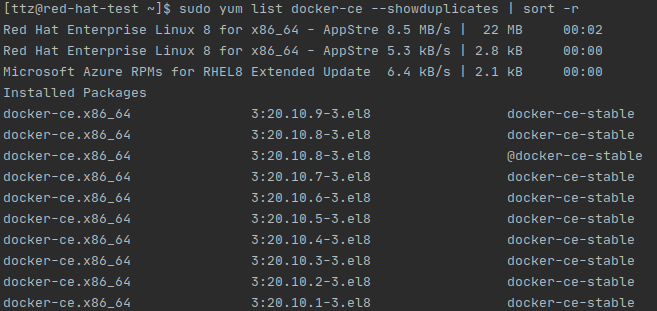 [ttz@red-hat-test ~]$ sudo yum list docker-ce --showduplicates | sort -r
Red Hat Enterprise Linux 8 for x86_64 - AppStre 8.5 MB/s |  22 MB     00:02
Red Hat Enterprise Linux 8 for x86_64 - AppStre 5.3 kB/s | 2.8 kB     00:00
Microsoft Azure RPMs for RHEL8 Extended Update  6.4 kB/s | 2.1 kB     00:00
Installed Packages
docker-ce.x86_64               3:20.10.9-3.el8                 docker-ce-stable
docker-ce.x86_64               3:20.10.8-3.el8                 docker-ce-stable
docker-ce.x86_64               3:20.10.8-3.el8                 @docker-ce-stable
docker-ce.x86_64               3:20.10.7-3.el8                 docker-ce-stable
docker-ce.x86_64               3:20.10.6-3.el8                 docker-ce-stable
docker-ce.x86_64               3:20.10.5-3.el8                 docker-ce-stable
docker-ce.x86_64               3:20.10.4-3.el8                 docker-ce-stable
docker-ce.x86_64               3:20.10.3-3.el8                 docker-ce-stable
docker-ce.x86_64               3:20.10.2-3.el8                 docker-ce-stable
docker-ce.x86_64               3:20.10.1-3.el8                 docker-ce-stable